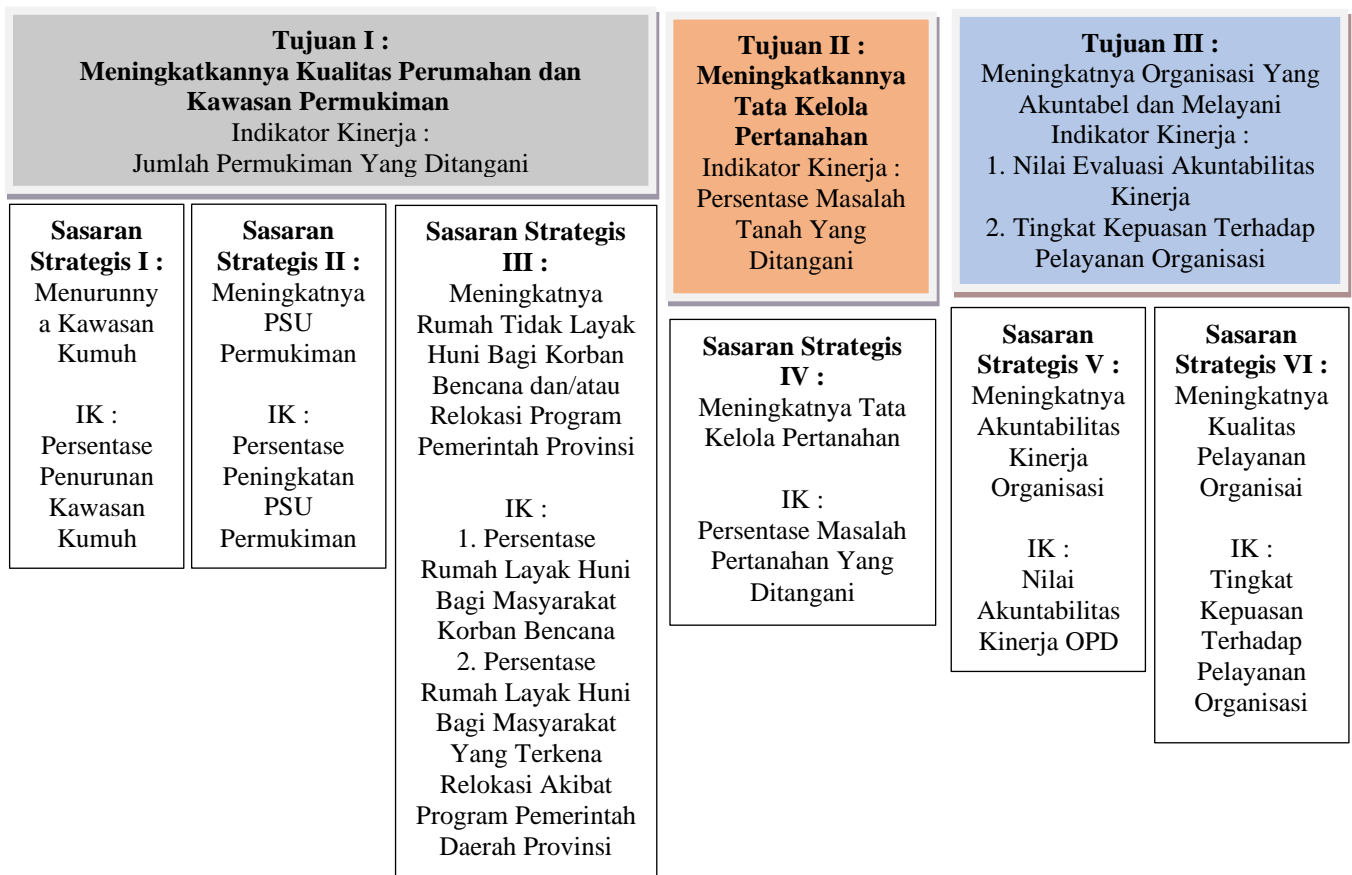 Tujuan I :
Meningkatkannya Kualitas Perumahan dan
Kawasan Permukiman
Indikator Kinerja :
Jumlah Permukiman Yang Ditangani
Sasaran
Strategis I :
Menurunny
a Kawasan
Kumuh
IK :
Persentase
Penurunan
Kawasan
Kumuh
Sasaran
Strategis II :
Meningkatnya
PSU
Permukiman
IK :
Persentase
Peningkatan
PSU
Permukiman
Sasaran Strategis
III :
Meningkatnya
Rumah Tidak Layak
Huni Bagi Korban
Bencana dan/atau
Relokasi Program
Pemerintah Provinsi
IK :
1. Persentase
Rumah Layak Huni
Bagi Masyarakat
Korban Bencana
2. Persentase
Rumah Layak Huni
Bagi Masyarakat
Yang Terkena
Relokasi Akibat
Program Pemerintah
Daerah Provinsi
Tujuan II :
Meningkatkannya
Tata Kelola
Pertanahan
Indikator Kinerja :
Persentase Masalah
Tanah Yang
Ditangani
Sasaran Strategis
IV :
Meningkatnya Tata
Kelola Pertanahan
IK :
Persentase Masalah
Pertanahan Yang
Ditangani
Tujuan III :
Meningkatnya Organisasi Yang
Akuntabel dan Melayani
Indikator Kinerja :
1. Nilai Evaluasi Akuntabilitas
Kinerja
2. Tingkat Kepuasan Terhadap
Pelayanan Organisasi
Sasaran
Strategis V :
Meningkatnya
Akuntabilitas
Kinerja
Organisasi
IK :
Nilai
Akuntabilitas
Kinerja OPD
Sasaran
Strategis VI :
Meningkatnya
Kualitas
Pelayanan
Organisai
IK :
Tingkat
Kepuasan
Terhadap
Pelayanan
Organisasi